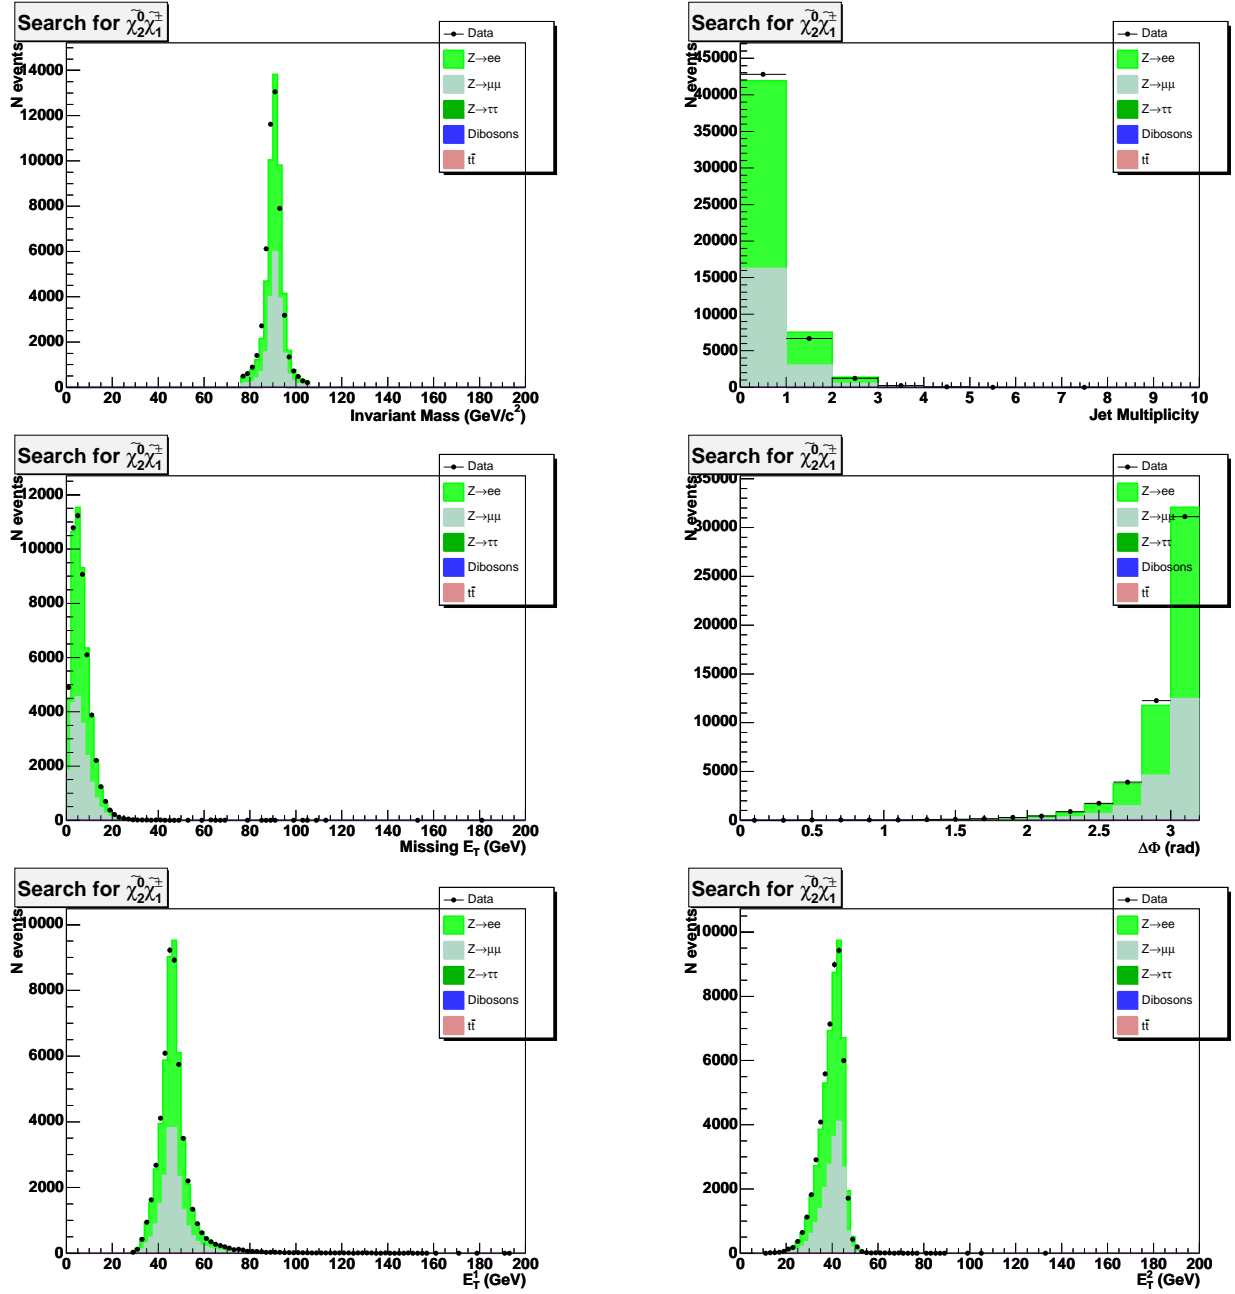 Search for χ̃⁰₂χ̃±₁
N events
Data
Z→ee
Z→μμ
Z→ττ
Dibosons
tt̄
14000
12000
10000
8000
6000
4000
2000
0
0 20 40 60 80 100 120 140 160 180 200
Invariant Mass (GeV/c²)
Search for χ̃⁰₂χ̃±₁
N events
Data
Z→ee
Z→μμ
Z→ττ
Dibosons
tt̄
45000
40000
35000
30000
25000
20000
15000
10000
5000
0
0 1 2 3 4 5 6 7 8 9 10
Jet Multiplicity
Search for χ̃⁰₂χ̃±₁
N events
Data
Z→ee
Z→μμ
Z→ττ
Dibosons
tt̄
12000
10000
8000
6000
4000
2000
0
0 20 40 60 80 100 120 140 160 180 200
Missing E_T (GeV)
Search for χ̃⁰₂χ̃±₁
N events
Data
Z→ee
Z→μμ
Z→ττ
Dibosons
tt̄
35000
30000
25000
20000
15000
10000
5000
0
0 0.5 1 1.5 2 2.5 3
ΔΦ (rad)
Search for χ̃⁰₂χ̃±₁
N events
Data
Z→ee
Z→μμ
Z→ττ
Dibosons
tt̄
10000
8000
6000
4000
2000
0
0 20 40 60 80 100 120 140 160 180 200
E¹_T (GeV)
Search for χ̃⁰₂χ̃±₁
N events
Data
Z→ee
Z→μμ
Z→ττ
Dibosons
tt̄
10000
8000
6000
4000
2000
0
0 20 40 60 80 100 120 140 160 180 200
E²_T (GeV)